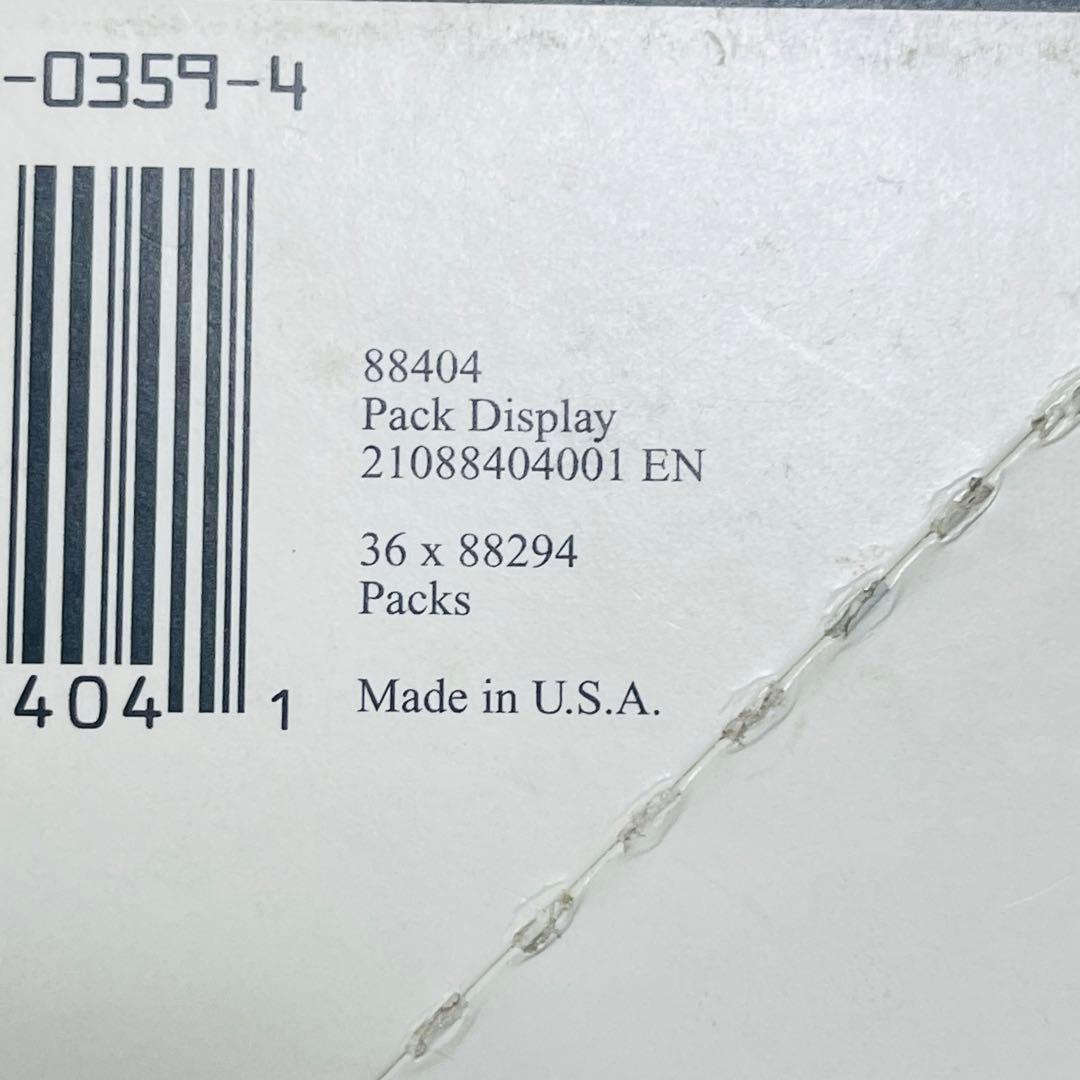 -0359-4
88404
Pack Display
21088404001 EN
36 x 88294
Packs
Made in U.S.A.
404 1